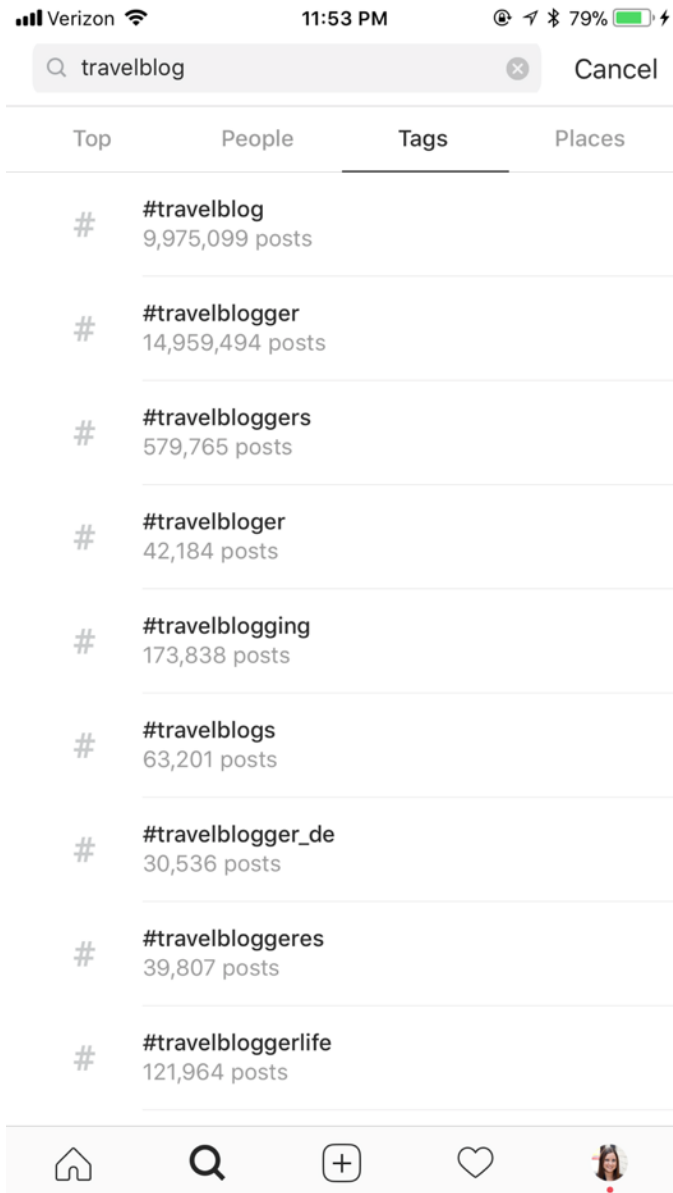 Verizon 11:53 PM 79%
travelblog Cancel
Top People Tags Places
# #travelblog
9,975,099 posts
# #travelblogger
14,959,494 posts
# #travelbloggers
579,765 posts
# #travelbloger
42,184 posts
# #travelblogging
173,838 posts
# #travelblogs
63,201 posts
# #travelblogger_de
30,536 posts
# #travelbloggeres
39,807 posts
# #travelbloggerlife
121,964 posts